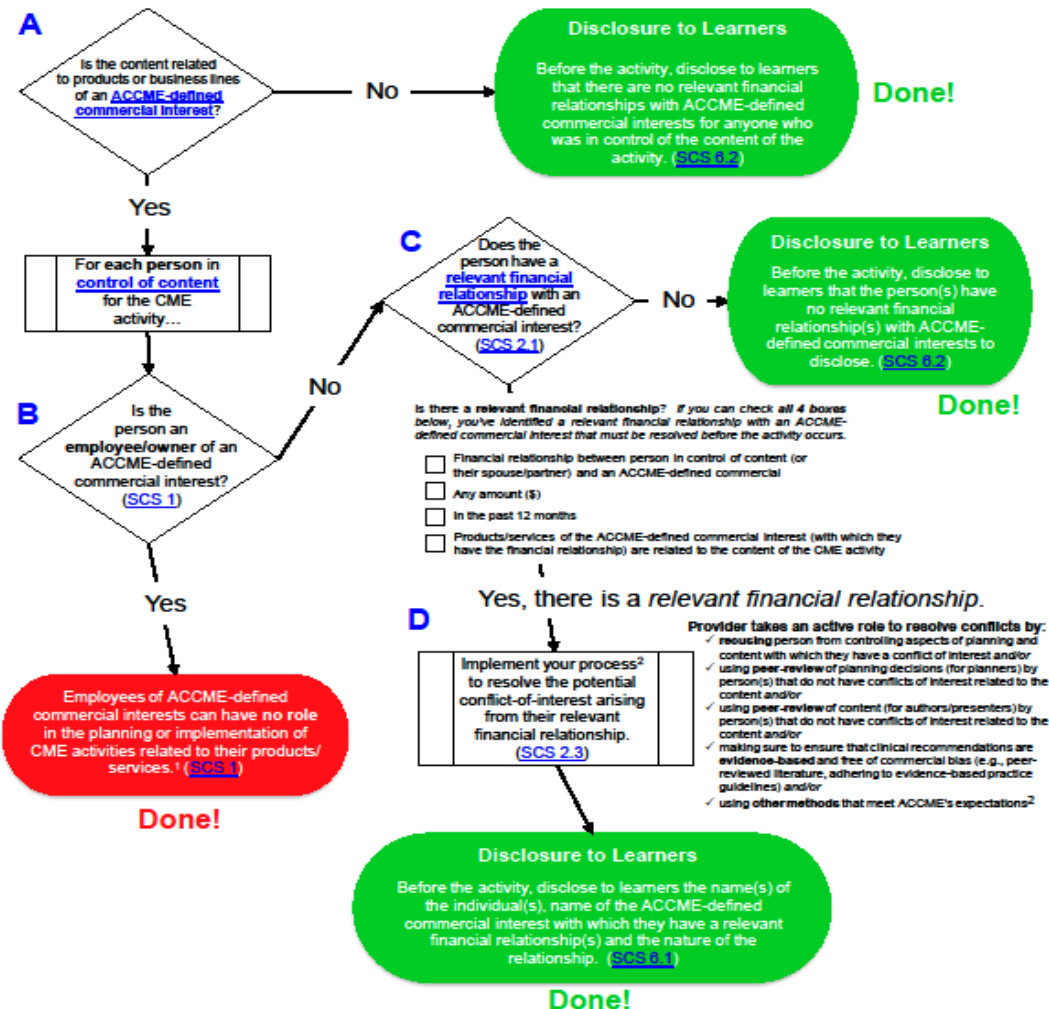 A
Is the content related
to products or business lines
of an ACCME-defined
commercial interest?
No
Disclosure to Learners
Before the activity, disclose to learners
that there are no relevant financial
relationships with ACCME-defined
commercial interests for anyone who
was in control of the content of the
activity. (SCS 6.2)
Done!
Yes
For each person in
control of content
for the CME
activity…
B
Is the
person an
employee/owner of an
ACCME-defined
commercial interest?
(SCS 1)
No
C
Does the
person have a
relevant financial
relationship with an
ACCME-defined
commercial interest?
(SCS 2.1)
No
Disclosure to Learners
Before the activity, disclose to
learners that the person(s) have
no relevant financial
relationship(s) with ACCME-
defined commercial interests to
disclose. (SCS 6.2)
Done!
Is there a relevant financial relationship? If you can check all 4 boxes
below, you've identified a relevant financial relationship with an ACCME-
defined commercial interest that must be resolved before the activity occurs.
Financial relationship between person in control of content (or
their spouse/partner) and an ACCME-defined commercial
Any amount ($)
In the past 12 months
Products/services of the ACCME-defined commercial interest (with which they
have the financial relationship) are related to the content of the CME activity
Yes
Employees of ACCME-defined
commercial interests can have no role
in the planning or implementation of
CME activities related to their products/
services.¹ (SCS 1)
Done!
Yes, there is a relevant financial relationship.
D
Implement your process²
to resolve the potential
conflict-of-interest arising
from their relevant
financial relationship.
(SCS 2.3)
Provider takes an active role to resolve conflicts by:
✓ recusing person from controlling aspects of planning and
content with which they have a conflict of interest and/or
✓ using peer-review of planning decisions (for planners) by
person(s) that do not have conflicts of interest related to the
content and/or
✓ using peer-review of content (for authors/presenters) by
person(s) that do not have conflicts of interest related to the
content and/or
✓ making sure to ensure that clinical recommendations are
evidence-based and free of commercial bias (e.g., peer-
reviewed literature, adhering to evidence-based practice
guidelines) and/or
✓ using other methods that meet ACCME's expectations²
Disclosure to Learners
Before the activity, disclose to learners the name(s) of
the individual(s), name of the ACCME-defined
commercial interest with which they have a relevant
financial relationship(s) and the nature of the
relationship. (SCS 6.1)
Done!